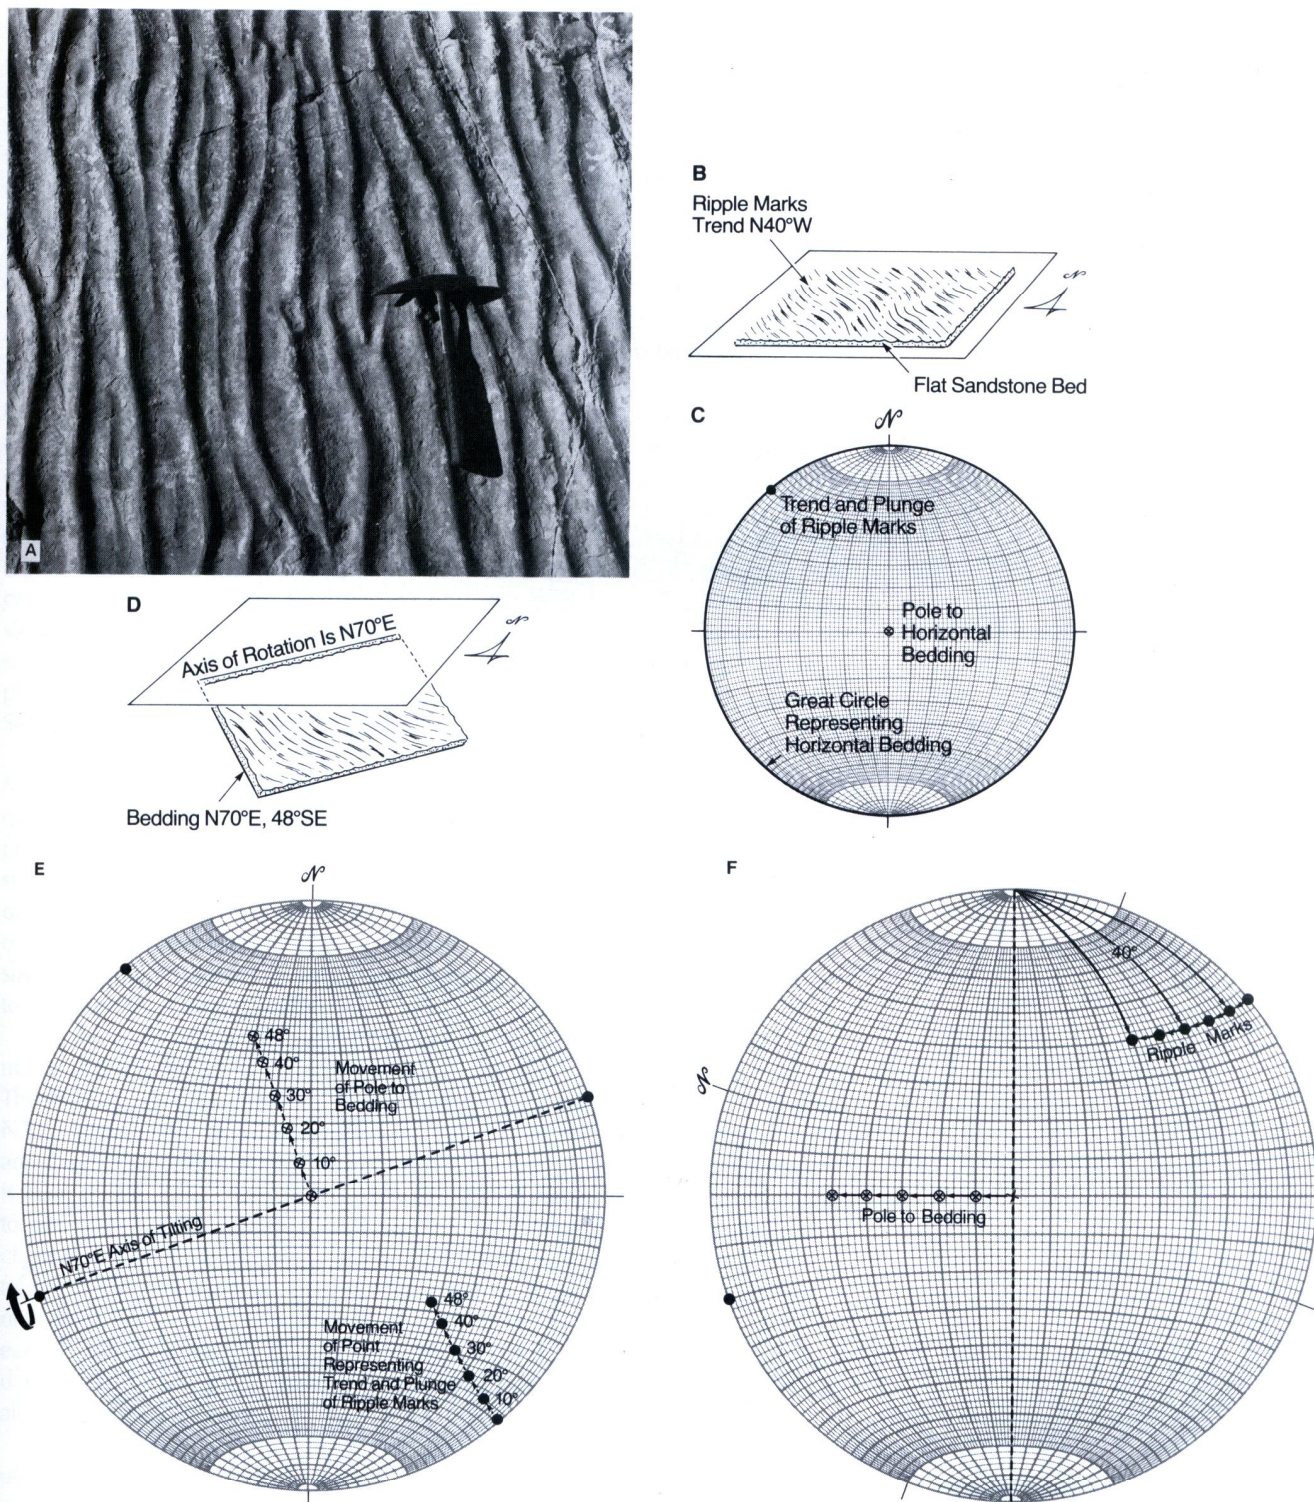 A
B
Ripple Marks
Trend N40°W
N
Flat Sandstone Bed
C
N
Trend and Plunge
of Ripple Marks
Pole to
Horizontal
Bedding
Great Circle
Representing
Horizontal Bedding
D
N
Axis of Rotation Is N70°E
Bedding N70°E, 48°SE
E
N
48°
40°
30°
20°
10°
Movement
of Pole to
Bedding
N70°E Axis of Tilting
48°
40°
30°
20°
10°
Movement
of Point
Representing
Trend and Plunge
of Ripple Marks
F
40°
Ripple Marks
N
Pole to Bedding